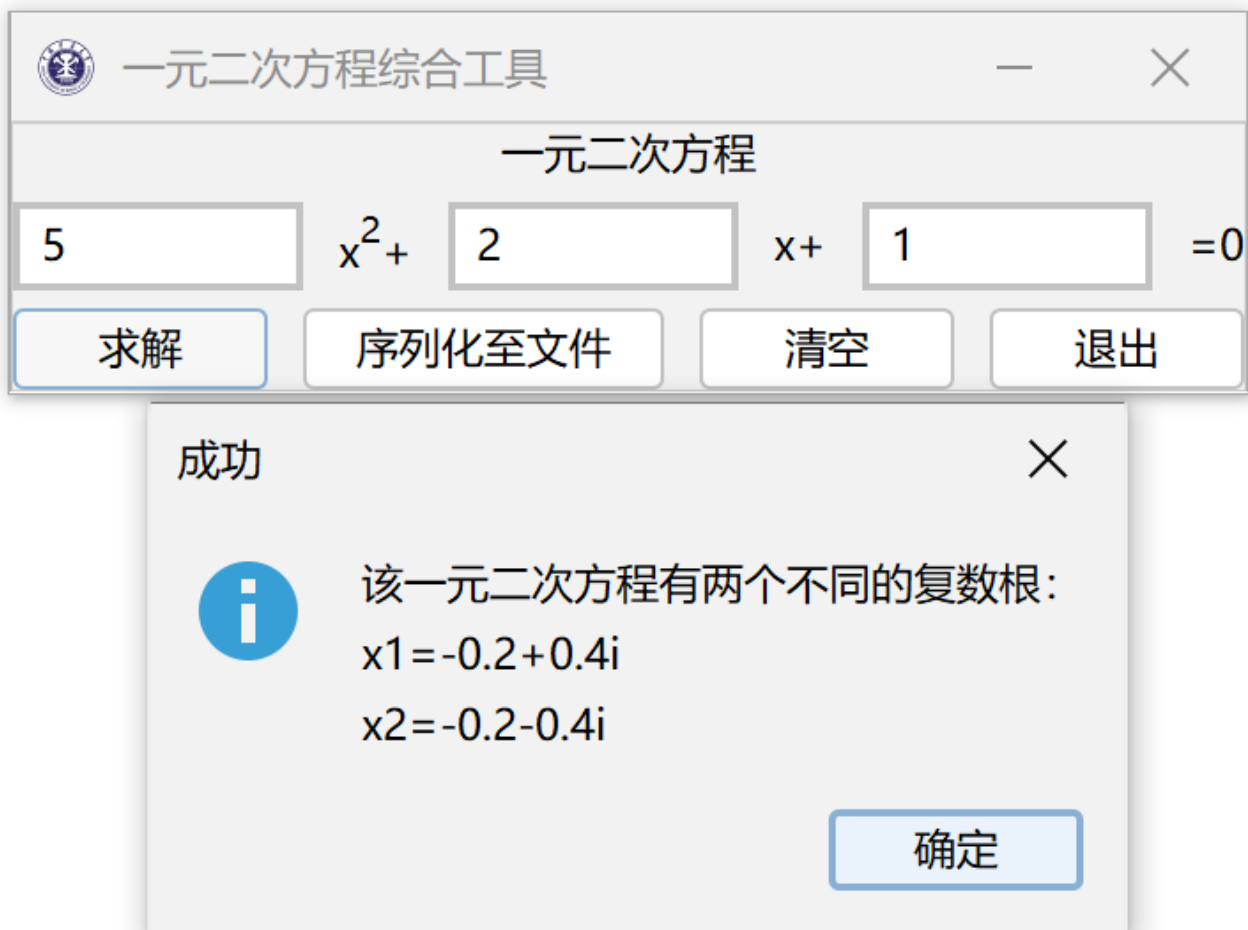 一元二次方程综合工具
一元二次方程
5 x²+ 2 x+ 1 =0
求解 序列化至文件 清空 退出
成功
该一元二次方程有两个不同的复数根：
x1=-0.2+0.4i
x2=-0.2-0.4i
确定